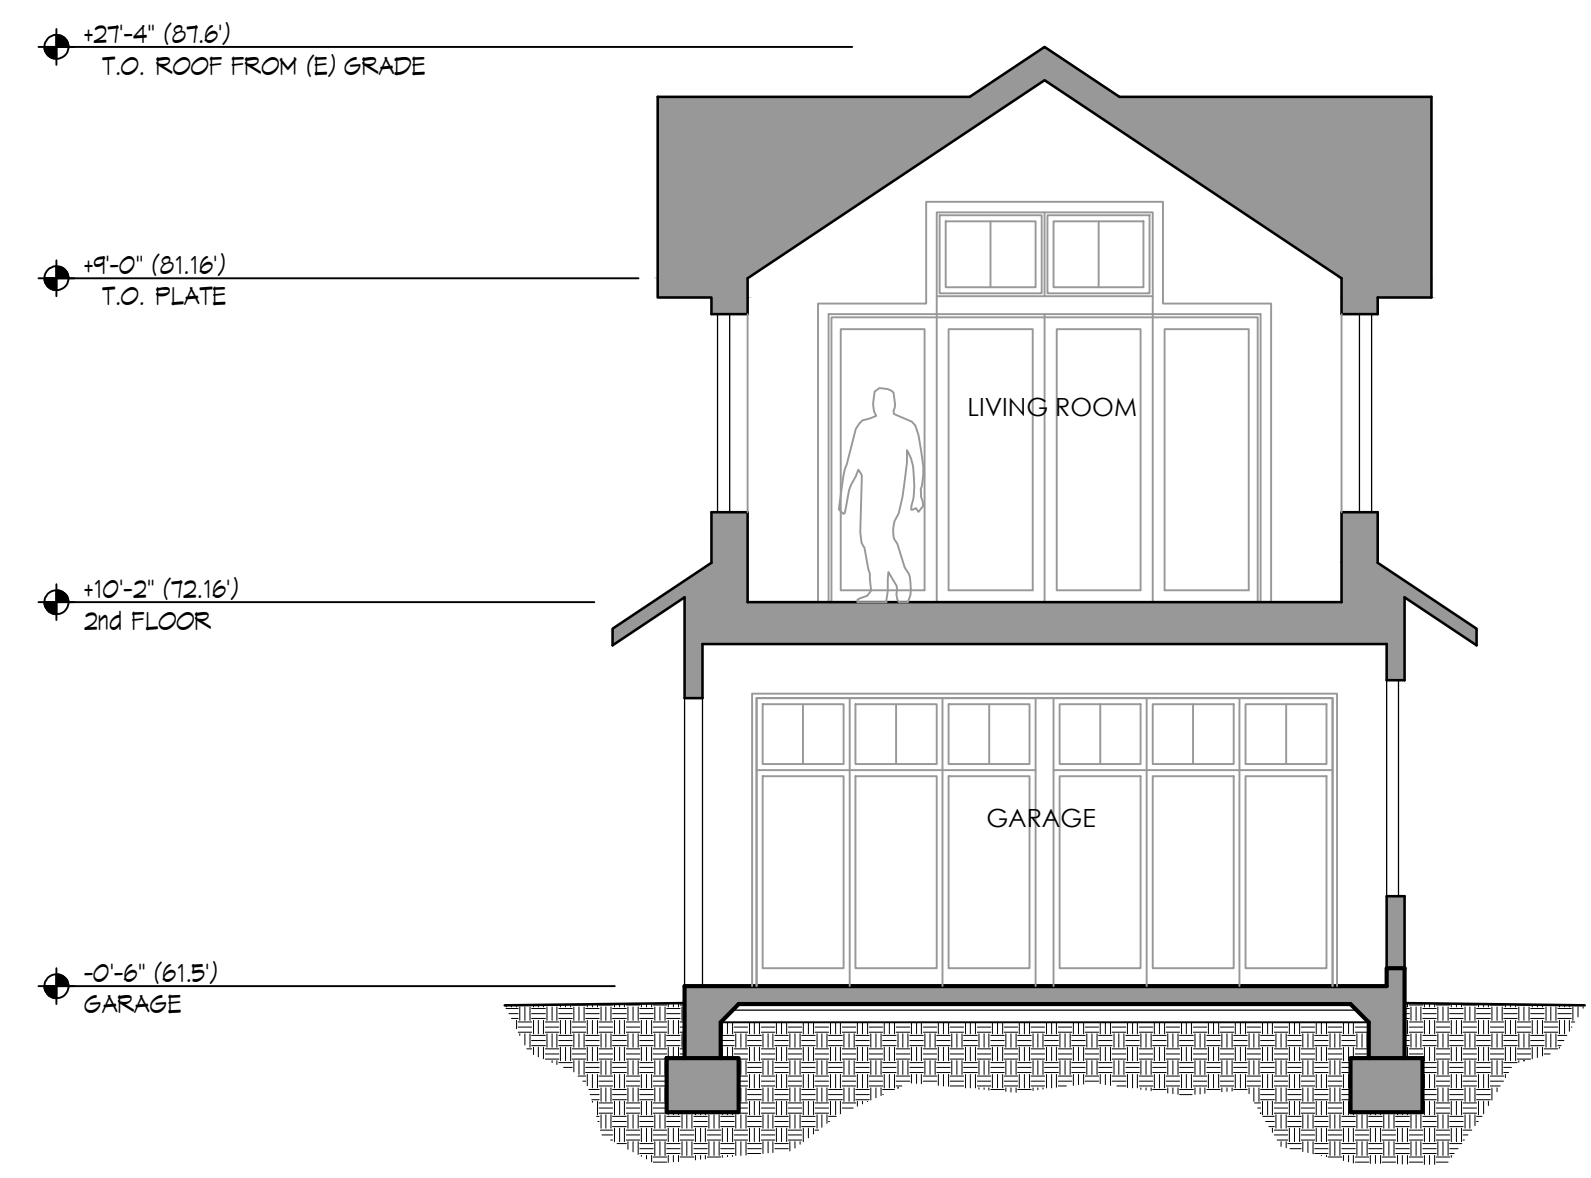 +27'-4" (87.6')
T.O. ROOF FROM (E) GRADE
+9'-0" (81.16')
T.O. PLATE
LIVING ROOM
+10'-2" (72.16')
2nd FLOOR
GARAGE
-0'-6" (61.5')
GARAGE